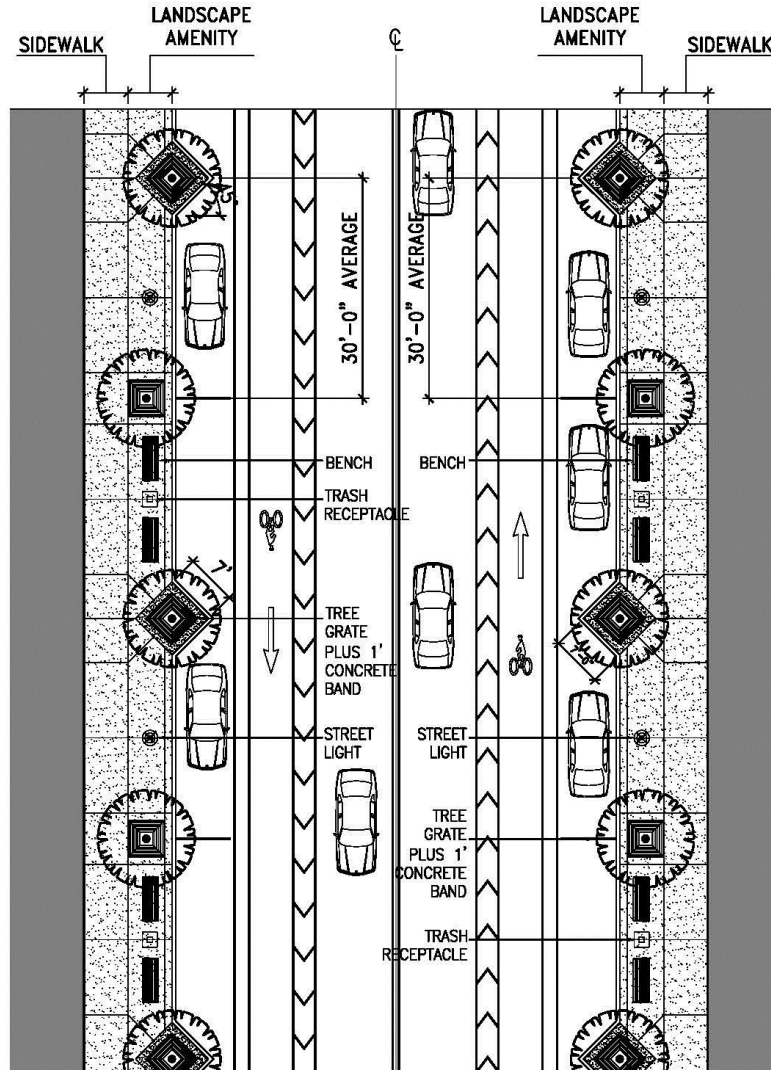 LANDSCAPE
AMENITY
SIDEWALK
℄
LANDSCAPE
AMENITY
SIDEWALK
45°
30'-0" AVERAGE
30'-0" AVERAGE
BENCH
BENCH
TRASH
RECEPTACLE
7'
TREE
GRATE
PLUS 1'
CONCRETE
BAND
STREET
LIGHT
STREET
LIGHT
TREE
GRATE
PLUS 1'
CONCRETE
BAND
TRASH
RECEPTACLE